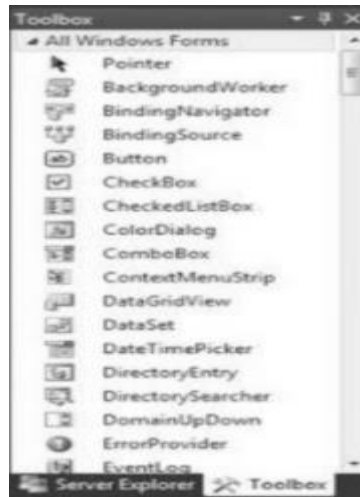 Toolbox
All Windows Forms
Pointer
BackgroundWorker
BindingNavigator
BindingSource
Button
CheckBox
CheckedListBox
ColorDialog
ComboBox
ContextMenuStrip
DataGridView
DataSet
DateTimePicker
DirectoryEntry
DirectorySearcher
DomainUpDown
ErrorProvider
EventLog
Server Explorer Toolbox